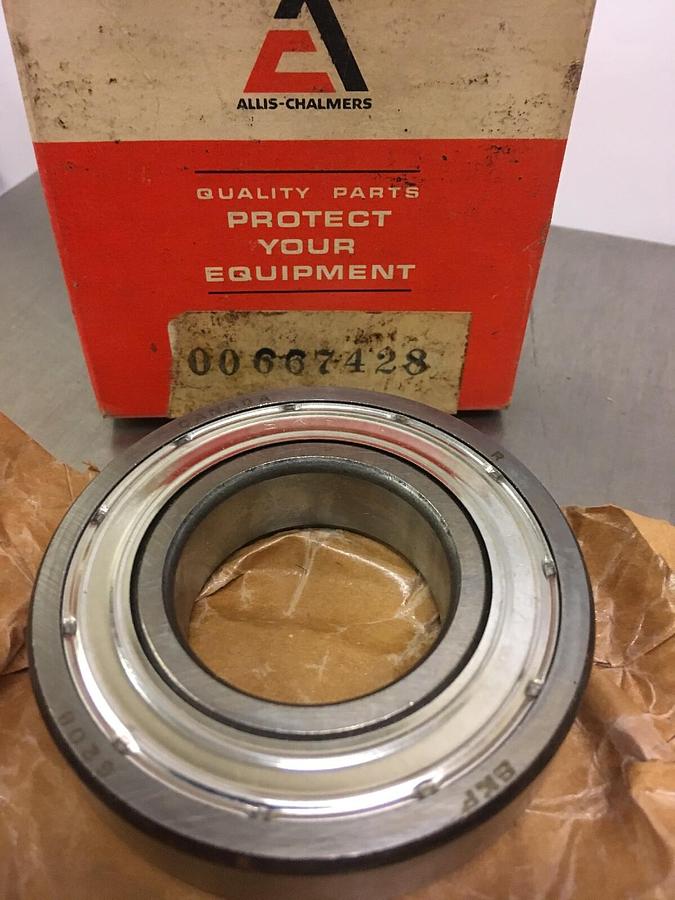 ALLIS-CHALMERS
QUALITY PARTS
PROTECT
YOUR
EQUIPMENT
00667428
CANADA
R
6208
SKF